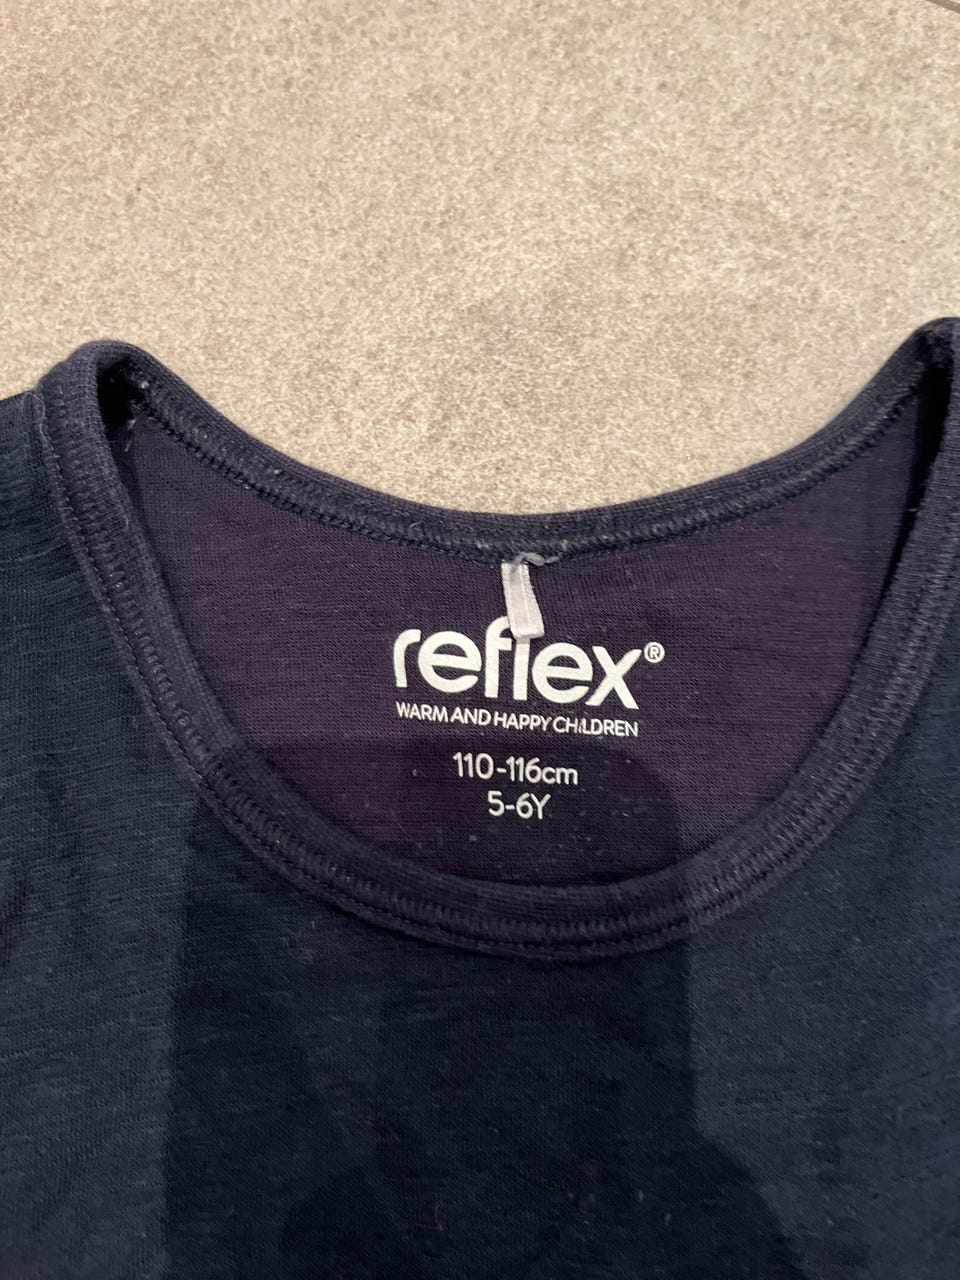 reflex®
WARM AND HAPPY CHILDREN
110-116cm
5-6Y